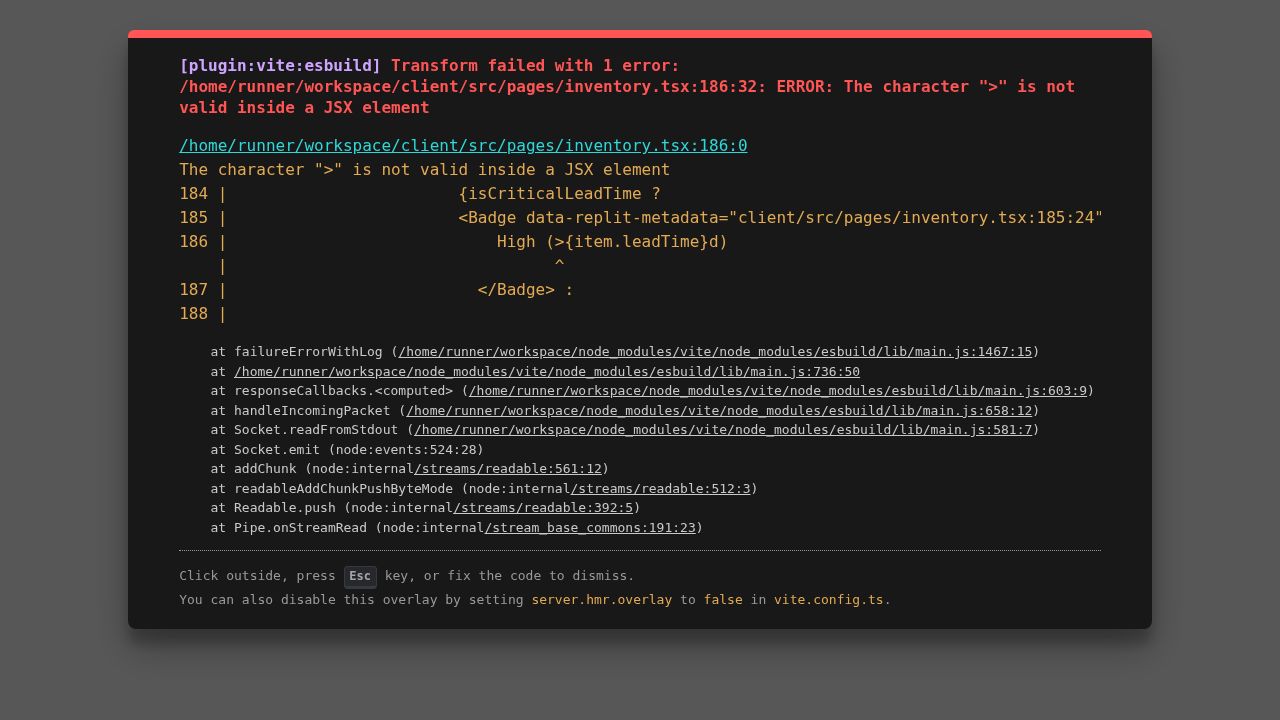 [plugin:vite:esbuild] Transform failed with 1 error:
/home/runner/workspace/client/src/pages/inventory.tsx:186:32: ERROR: The character ">" is not
valid inside a JSX element
/home/runner/workspace/client/src/pages/inventory.tsx:186:0
The character ">" is not valid inside a JSX element
184 |                        {isCriticalLeadTime ?
185 |                        <Badge data-replit-metadata="client/src/pages/inventory.tsx:185:24"
186 |                            High (>{item.leadTime}d)
    |                                  ^
187 |                          </Badge> :
188 |
at failureErrorWithLog (/home/runner/workspace/node_modules/vite/node_modules/esbuild/lib/main.js:1467:15)
at /home/runner/workspace/node_modules/vite/node_modules/esbuild/lib/main.js:736:50
at responseCallbacks.<computed> (/home/runner/workspace/node_modules/vite/node_modules/esbuild/lib/main.js:603:9)
at handleIncomingPacket (/home/runner/workspace/node_modules/vite/node_modules/esbuild/lib/main.js:658:12)
at Socket.readFromStdout (/home/runner/workspace/node_modules/vite/node_modules/esbuild/lib/main.js:581:7)
at Socket.emit (node:events:524:28)
at addChunk (node:internal/streams/readable:561:12)
at readableAddChunkPushByteMode (node:internal/streams/readable:512:3)
at Readable.push (node:internal/streams/readable:392:5)
at Pipe.onStreamRead (node:internal/stream_base_commons:191:23)
Click outside, press Esc key, or fix the code to dismiss.
You can also disable this overlay by setting server.hmr.overlay to false in vite.config.ts.